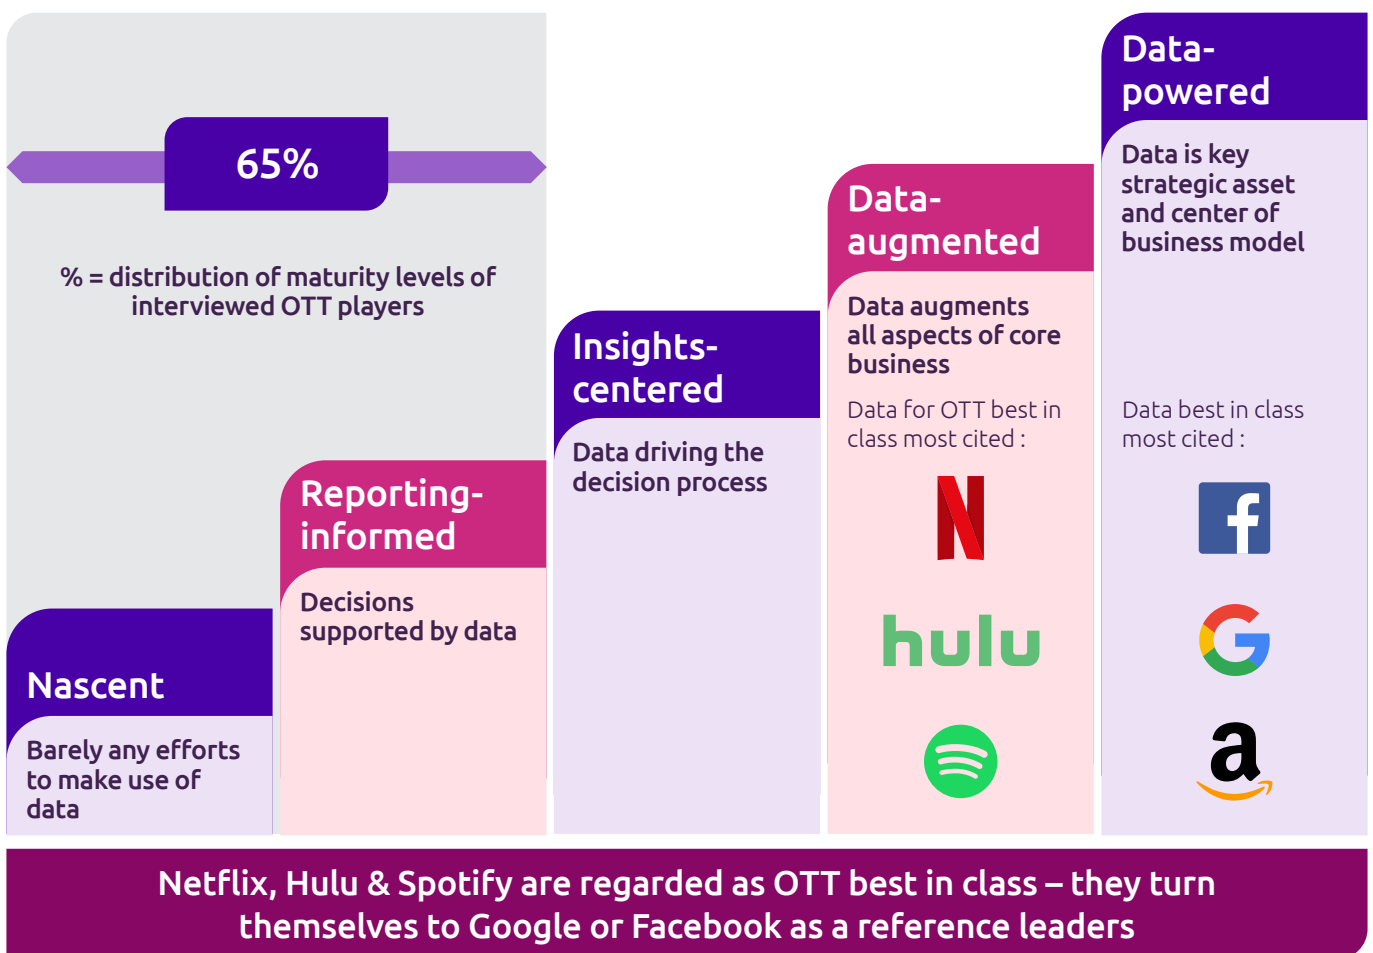 65%
% = distribution of maturity levels of
interviewed OTT players
Nascent
Barely any efforts
to make use of
data
Reporting-
informed
Decisions
supported by data
Insights-
centered
Data driving the
decision process
Data-
augmented
Data augments
all aspects of core
business
Data for OTT best in
class most cited :
N
hulu
Data-
powered
Data is key
strategic asset
and center of
business model
Data best in class
most cited :
f
G
a
Netflix, Hulu & Spotify are regarded as OTT best in class – they turn
themselves to Google or Facebook as a reference leaders